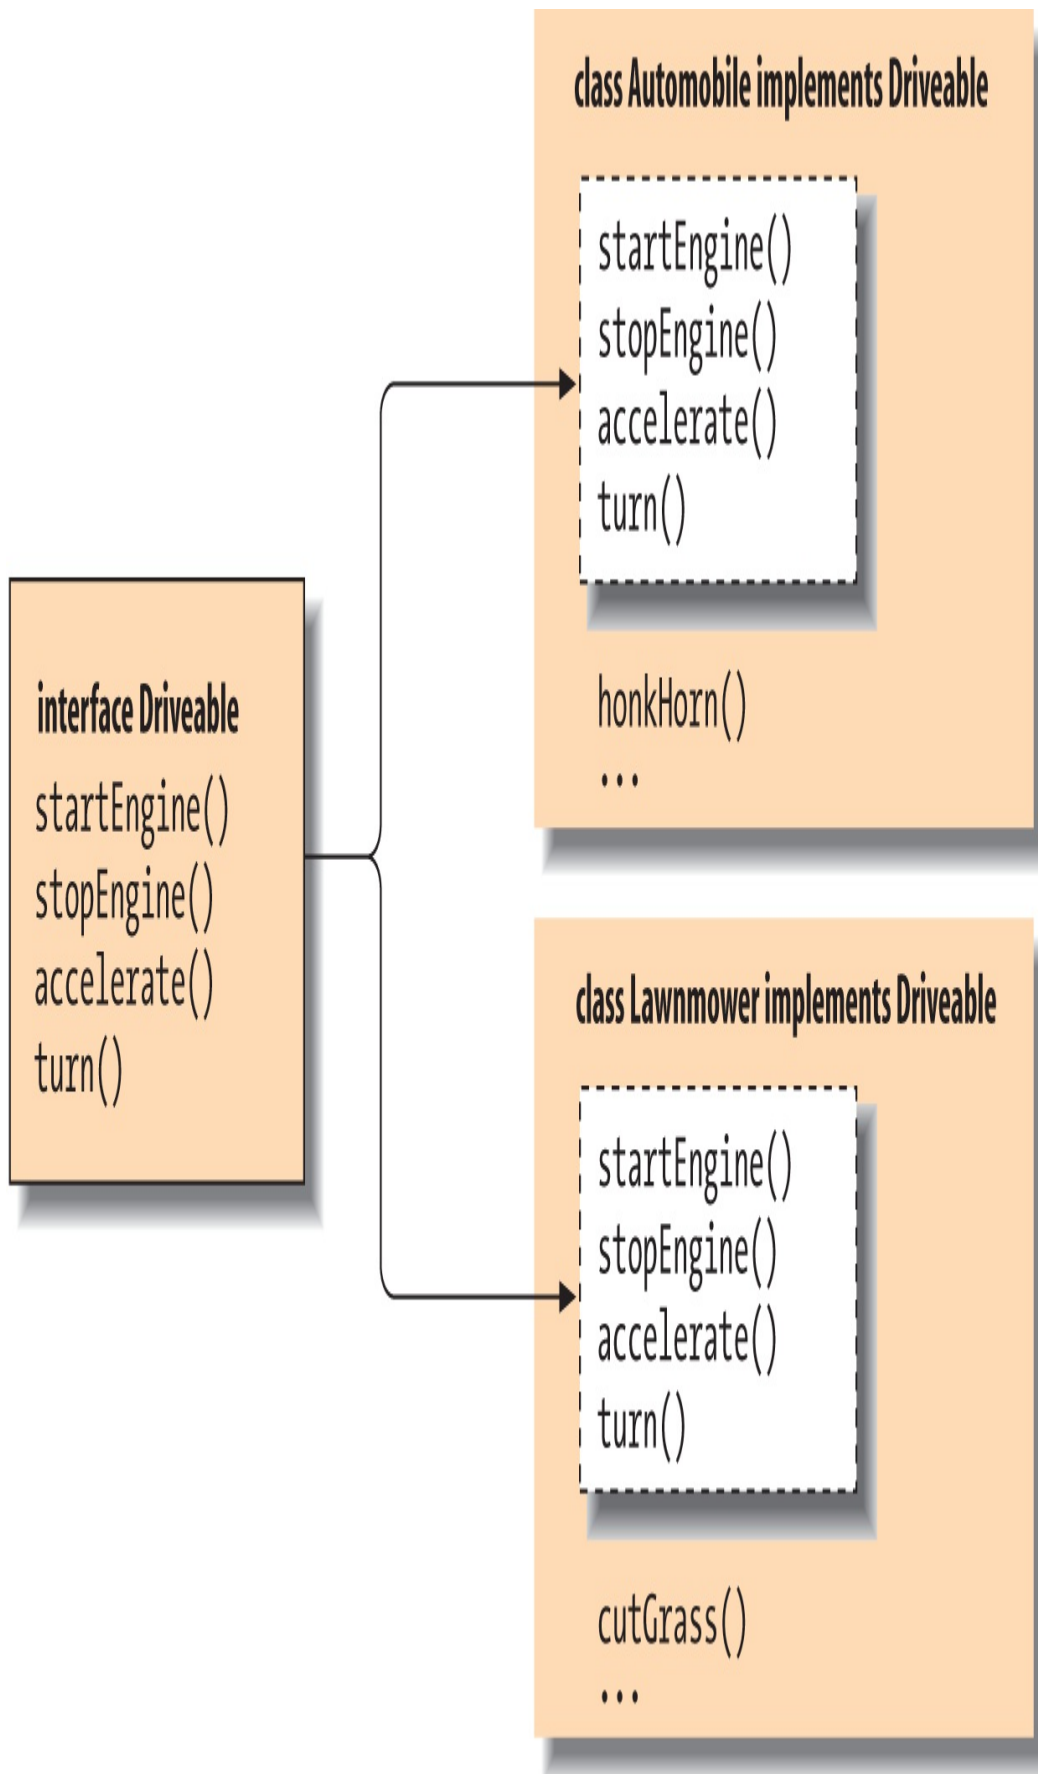 class Automobile implements Driveable
startEngine()
stopEngine()
accelerate()
turn()
honkHorn()
...
interface Driveable
startEngine()
stopEngine()
accelerate()
turn()
class Lawnmower implements Driveable
startEngine()
stopEngine()
accelerate()
turn()
cutGrass()
...